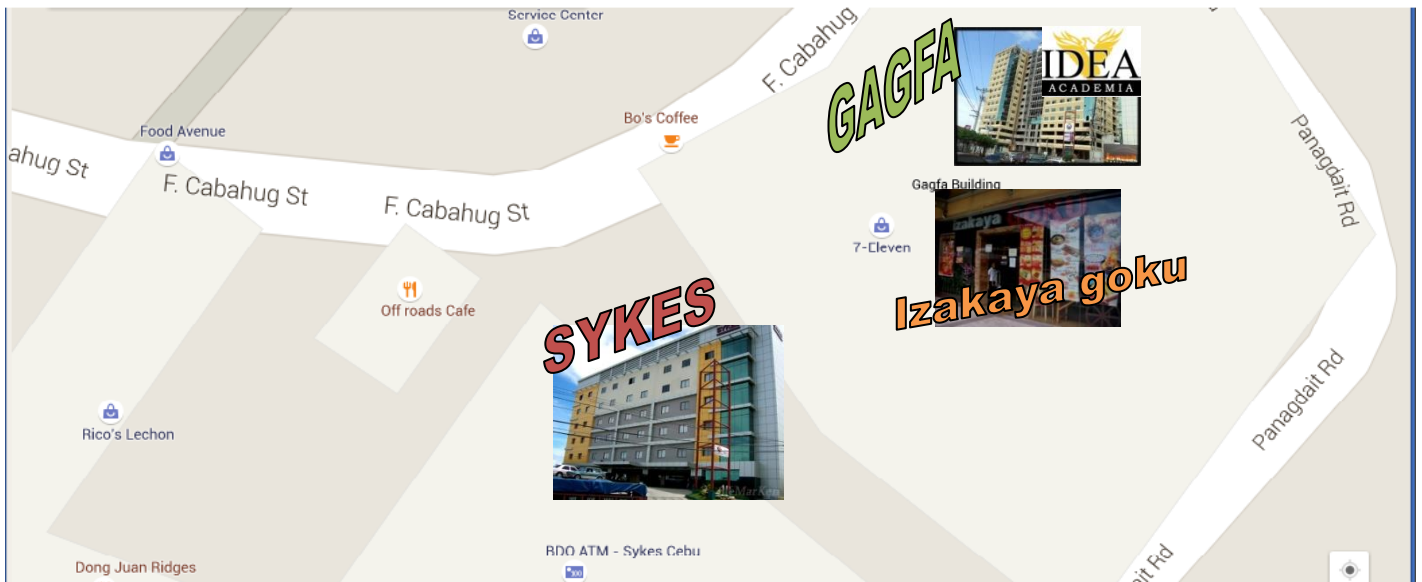 Service Center
F. Cabahug
GAGFA
IDEA
ACADEMIA
Bo's Coffee
Food Avenue
ahug St
F. Cabahug St
F. Cabahug St
Panagdait Rd
Gagfa Building
izakaya
7-Eleven
Izakaya goku
Off roads Cafe
SYKES
Panagdait Rd
Rico's Lechon
BDO ATM - Sykes Cebu
Dong Juan Ridges
ait Rd